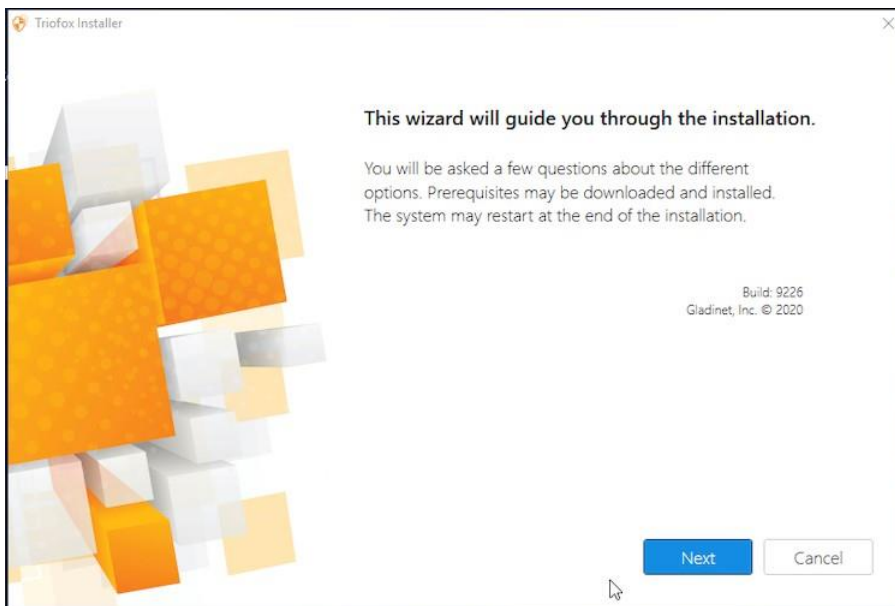 Triofox Installer
This wizard will guide you through the installation.
You will be asked a few questions about the different
options. Prerequisites may be downloaded and installed.
The system may restart at the end of the installation.
Build: 9226
Gladinet, Inc. © 2020
Next
Cancel